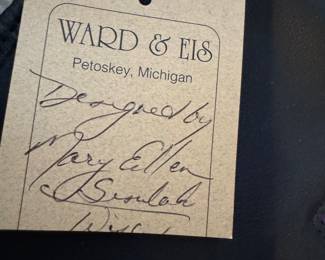 WARD & EIS
Petoskey, Michigan
Designed by
Mary Ellen